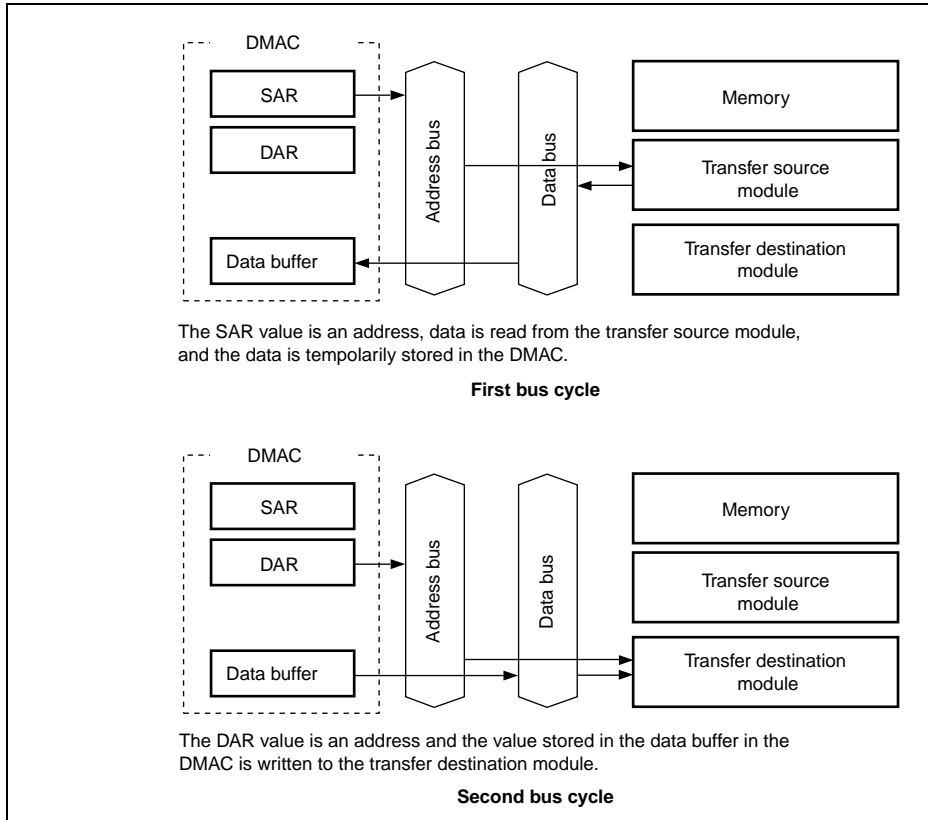 DMAC
SAR
DAR
Data buffer
Address bus
Data bus
Memory
Transfer source
module
Transfer destination
module
The SAR value is an address, data is read from the transfer source module,
and the data is tempolarily stored in the DMAC.
First bus cycle
DMAC
SAR
DAR
Data buffer
Address bus
Data bus
Memory
Transfer source
module
Transfer destination
module
The DAR value is an address and the value stored in the data buffer in the
DMAC is written to the transfer destination module.
Second bus cycle